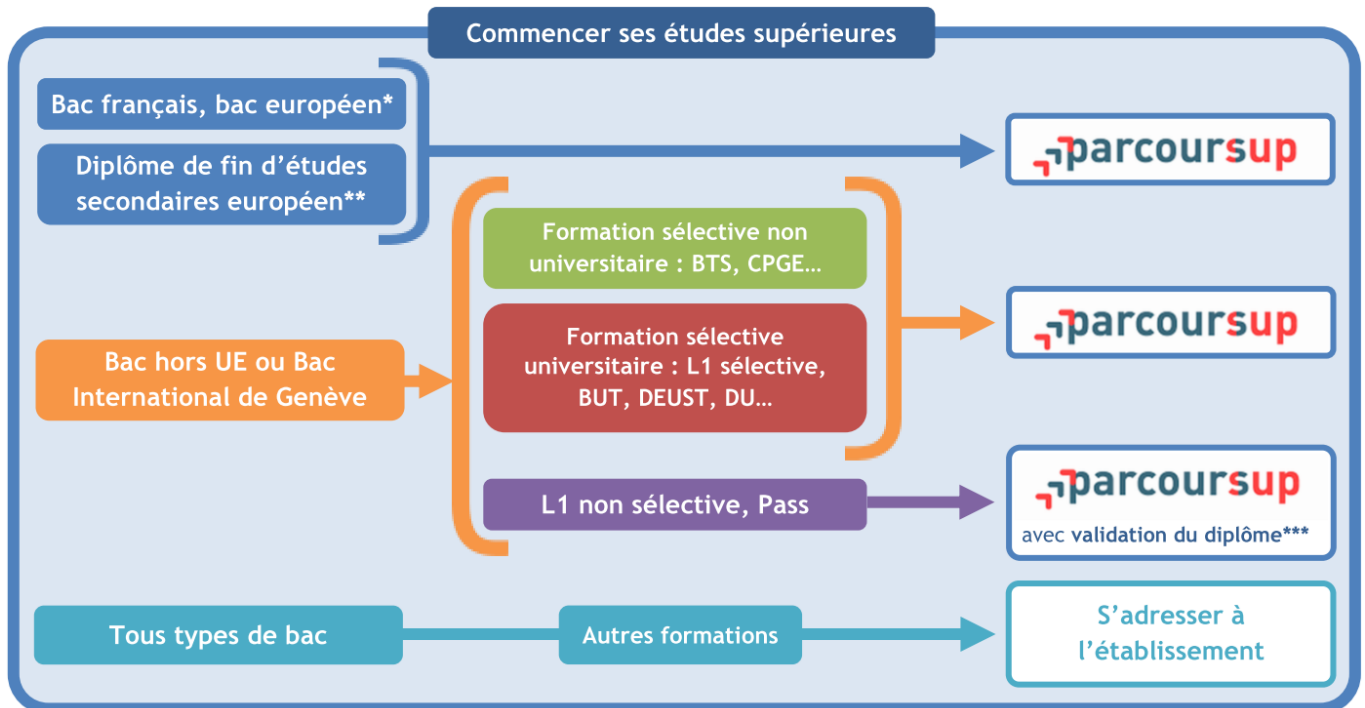 Commencer ses études supérieures
Bac français, bac européen*
Diplôme de fin d’études
secondaires européen**
parcoursup
Formation sélective non
universitaire : BTS, CPGE…
Bac hors UE ou Bac
International de Genève
Formation sélective
universitaire : L1 sélective,
BUT, DEUST, DU…
parcoursup
L1 non sélective, Pass
parcoursup
avec validation du diplôme***
Tous types de bac
Autres formations
S’adresser à
l’établissement